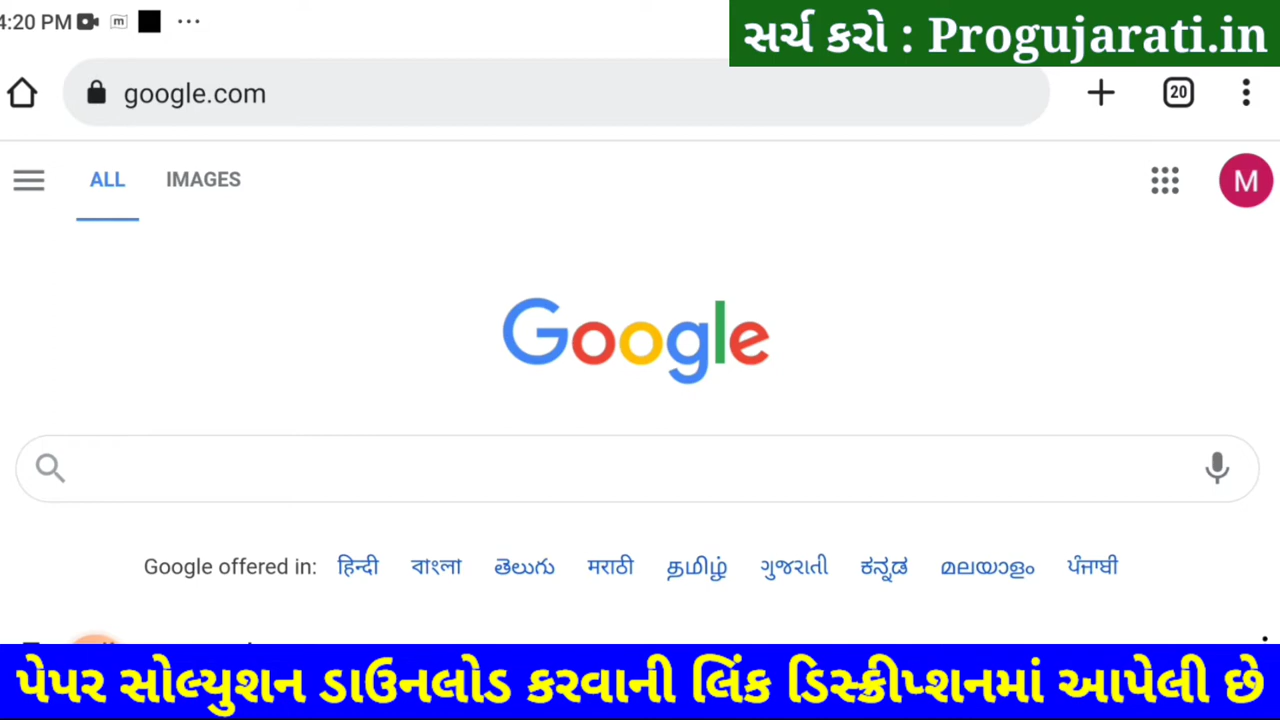 4:20 PM
સર્ચ કરો : Progujarati.in
google.com
20
ALL IMAGES
M
Google
Google offered in: हिन्दी বাংলা తెలుగు मराठी தமிழ் ગુજરાતી ಕನ್ನಡ മലയാളം ਪੰਜਾਬੀ
પેપર સોલ્યુશન ડાઉનલોડ કરવાની લિંક ડિસ્ક્રીપ્શનમાં આપેલી છે